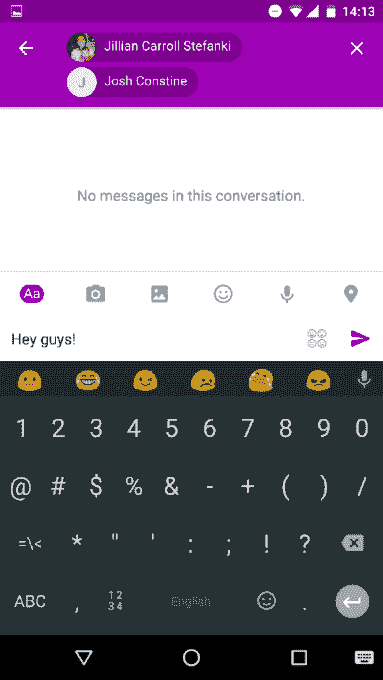 14:13
Jillian Carroll Stefanki
J Josh Constine
No messages in this conversation.
Aa
Hey guys!
1 2 3 4 5 6 7 8 9 0
@ # $ % & - + ( ) /
=\< * " ' : ; ! ?
ABC , 1 2 3 4 English .